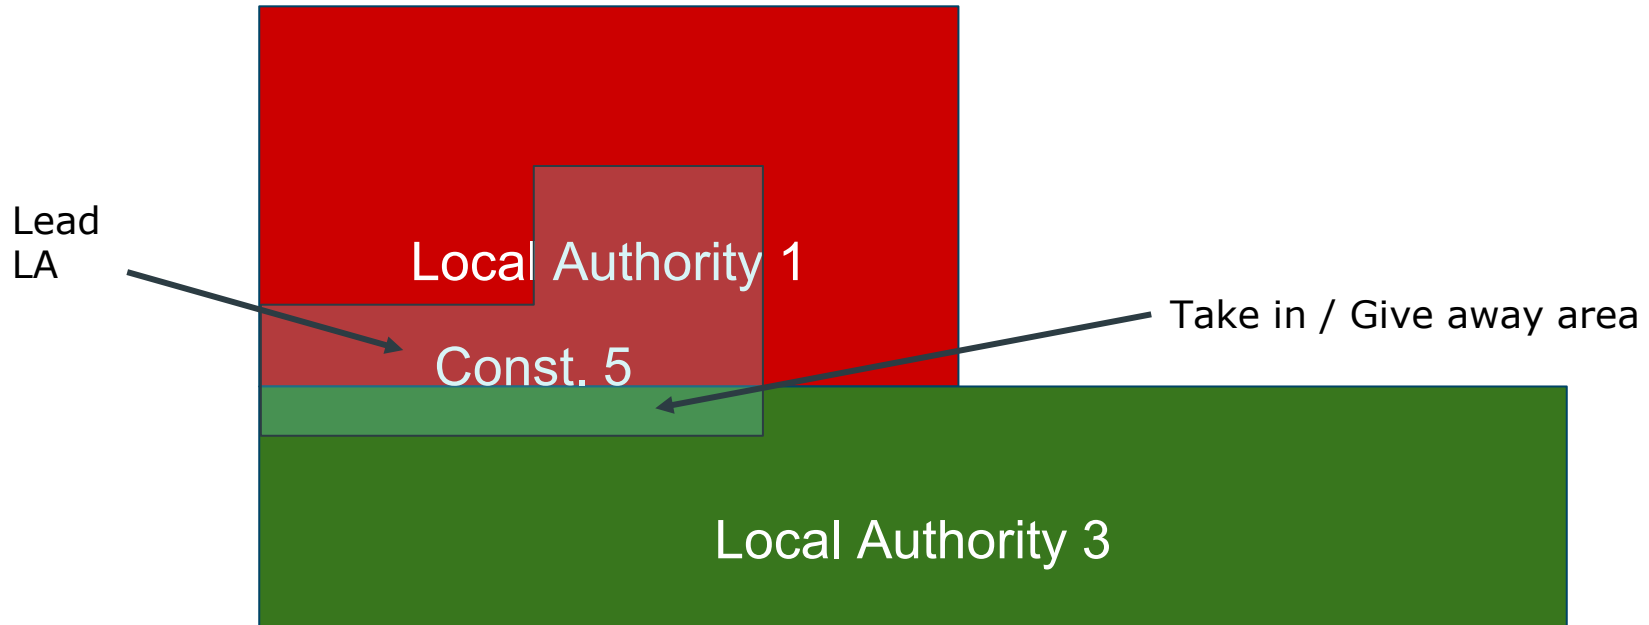 Lead
LA
Local Authority 1
Take in / Give away area
Const. 5
Local Authority 3